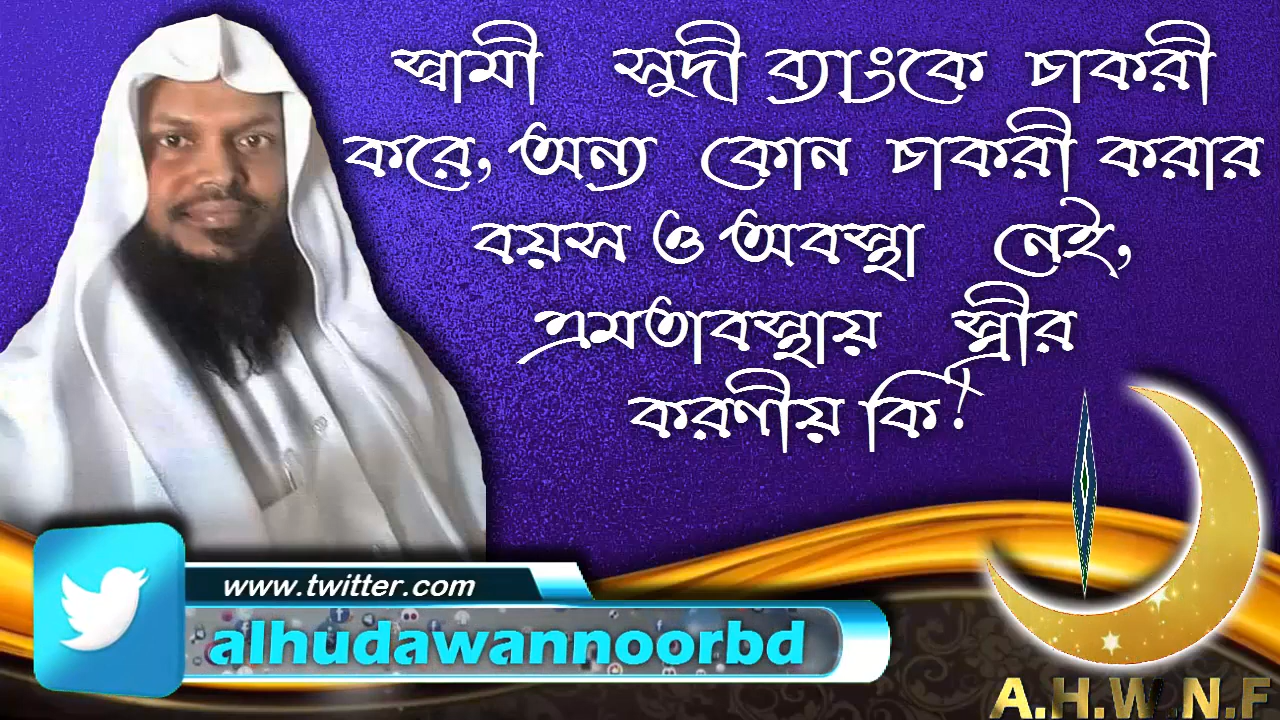 স্বামী সুদী ব্যাংকে চাকরী
করে, অন্য কোন চাকরী করার
বয়স ও অবস্থা নেই,
এমতাবস্থায় স্ত্রীর
করণীয় কি?
www.twitter.com
alhudawannoorbd
A.H.W.N.F